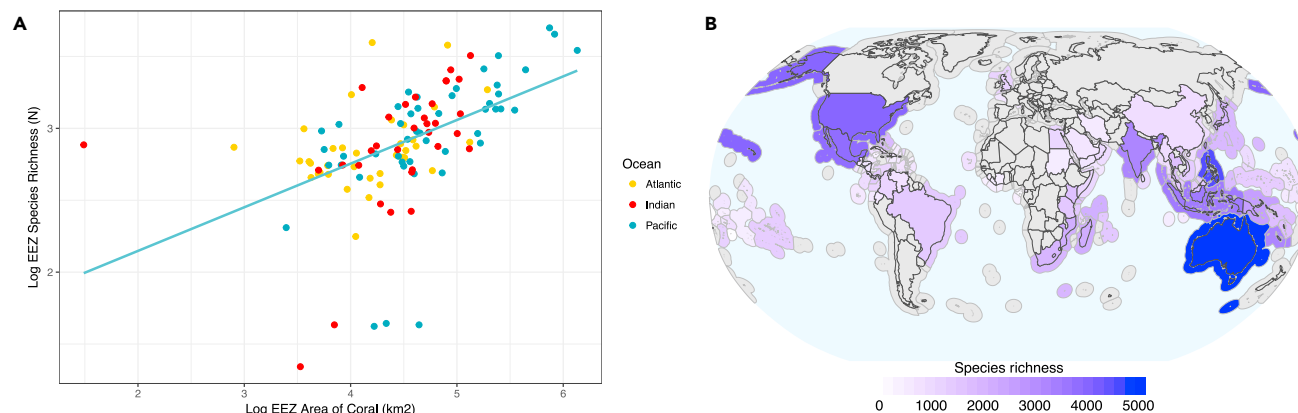 A
B
Log EEZ Species Richness (N)
3
2
2
3
4
5
6
Log EEZ Area of Coral (km2)
Ocean
Atlantic
Indian
Pacific
Species richness
0 1000 2000 3000 4000 5000